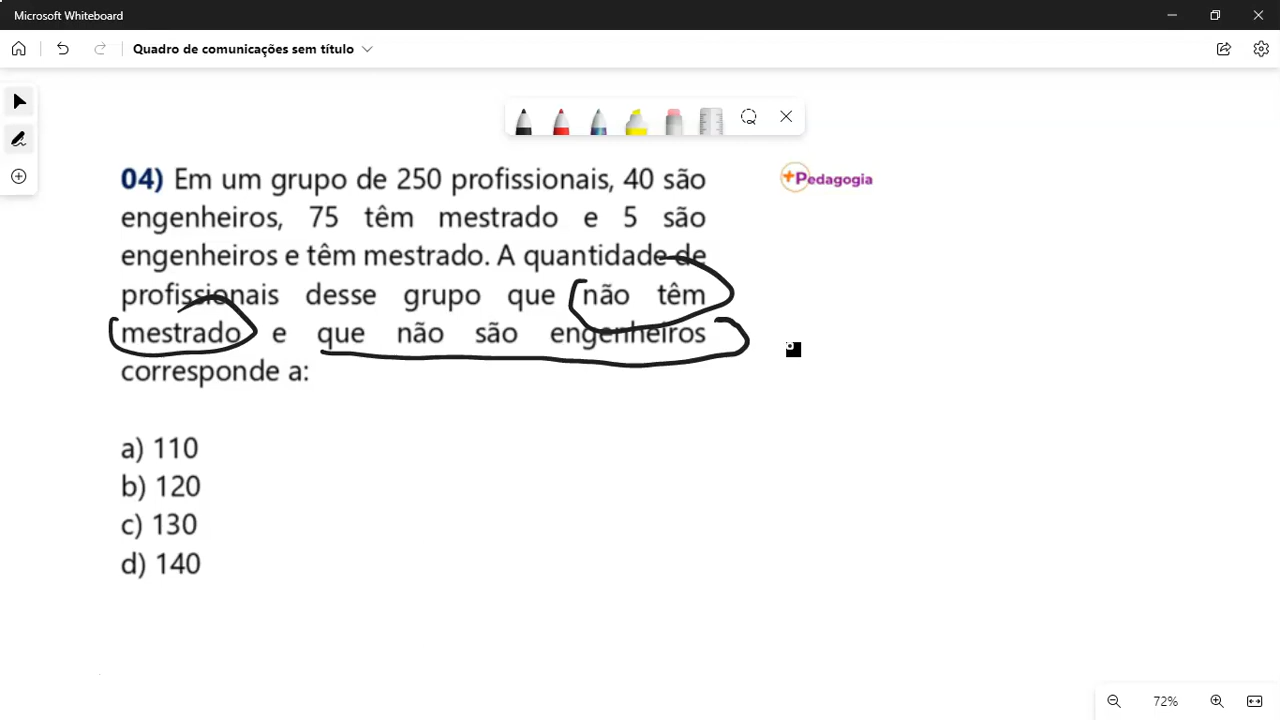 Microsoft Whiteboard
Quadro de comunicações sem título
04) Em um grupo de 250 profissionais, 40 são
engenheiros, 75 têm mestrado e 5 são
engenheiros e têm mestrado. A quantidade de
profissionais desse grupo que não têm
mestrado e que não são engenheiros
corresponde a:
a) 110
b) 120
c) 130
d) 140
+Pedagogia
72%